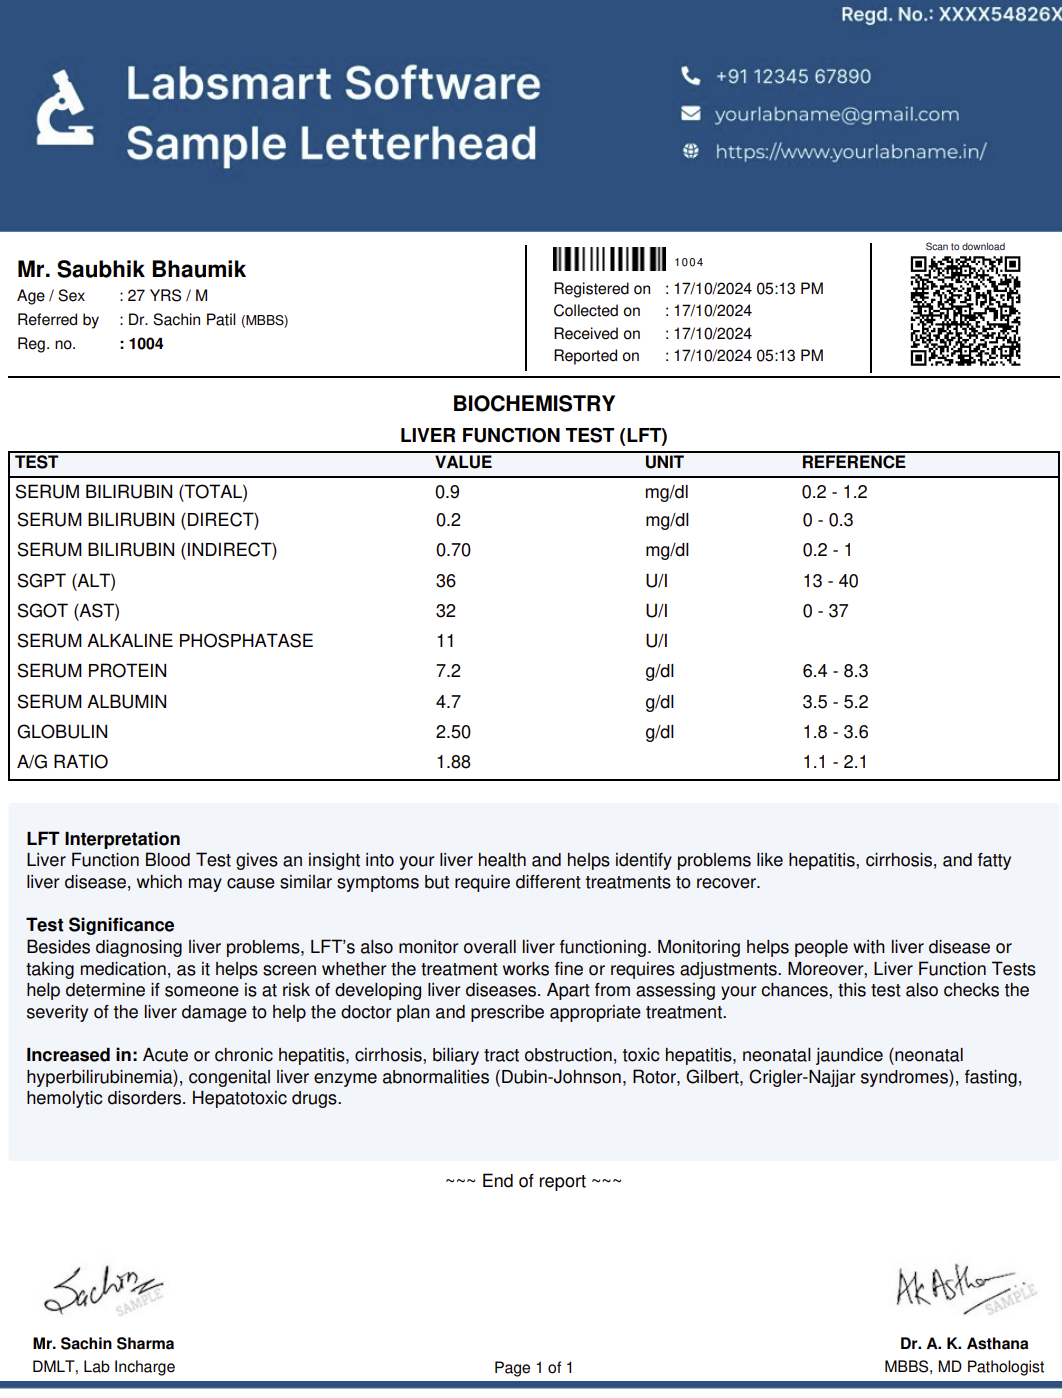 Regd. No.: XXXX54826X
Labsmart Software
Sample Letterhead
+91 12345 67890
yourlabname@gmail.com
https://www.yourlabname.in/
Mr. Saubhik Bhaumik
Age / Sex : 27 YRS / M
Referred by : Dr. Sachin Patil (MBBS)
Reg. no. : 1004
1004
Registered on : 17/10/2024 05:13 PM
Collected on : 17/10/2024
Received on : 17/10/2024
Reported on : 17/10/2024 05:13 PM
Scan to download
BIOCHEMISTRY
LIVER FUNCTION TEST (LFT)
TEST VALUE UNIT REFERENCE
SERUM BILIRUBIN (TOTAL) 0.9 mg/dl 0.2 - 1.2
SERUM BILIRUBIN (DIRECT) 0.2 mg/dl 0 - 0.3
SERUM BILIRUBIN (INDIRECT) 0.70 mg/dl 0.2 - 1
SGPT (ALT) 36 U/l 13 - 40
SGOT (AST) 32 U/l 0 - 37
SERUM ALKALINE PHOSPHATASE 11 U/l
SERUM PROTEIN 7.2 g/dl 6.4 - 8.3
SERUM ALBUMIN 4.7 g/dl 3.5 - 5.2
GLOBULIN 2.50 g/dl 1.8 - 3.6
A/G RATIO 1.88 1.1 - 2.1
LFT Interpretation
Liver Function Blood Test gives an insight into your liver health and helps identify problems like hepatitis, cirrhosis, and fatty
liver disease, which may cause similar symptoms but require different treatments to recover.
Test Significance
Besides diagnosing liver problems, LFT’s also monitor overall liver functioning. Monitoring helps people with liver disease or
taking medication, as it helps screen whether the treatment works fine or requires adjustments. Moreover, Liver Function Tests
help determine if someone is at risk of developing liver diseases. Apart from assessing your chances, this test also checks the
severity of the liver damage to help the doctor plan and prescribe appropriate treatment.
Increased in: Acute or chronic hepatitis, cirrhosis, biliary tract obstruction, toxic hepatitis, neonatal jaundice (neonatal
hyperbilirubinemia), congenital liver enzyme abnormalities (Dubin-Johnson, Rotor, Gilbert, Crigler-Najjar syndromes), fasting,
hemolytic disorders. Hepatotoxic drugs.
~~~ End of report ~~~
Sachin
SAMPLE
Ak Asthana
SAMPLE
Mr. Sachin Sharma
DMLT, Lab Incharge
Page 1 of 1
Dr. A. K. Asthana
MBBS, MD Pathologist